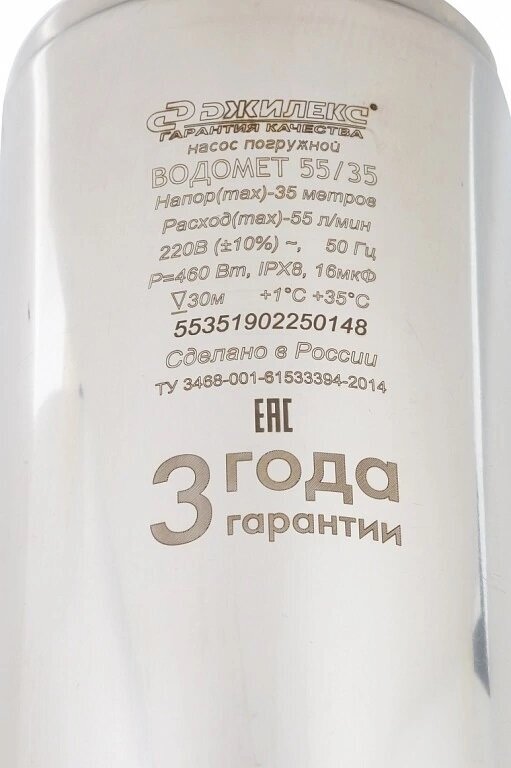 ДЖИЛЕКС®
ГАРАНТИЯ КАЧЕСТВА
насос погружной
ВОДОМЕТ 55/35
Напор(max)-35 метров
Расход(max)-55 л/мин
220В (±10%) ~, 50 Гц
P=460 Вт, IPX8, 16мкФ
▽30м +1°C +35°C
55351902250148
Сделано в России
ТУ 3468-001-61533394-2014
EAC
3 года
гарантии